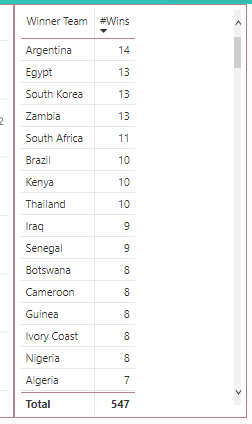 Winner Team #Wins
Argentina 14
Egypt 13
South Korea 13
Zambia 13
South Africa 11
Brazil 10
Kenya 10
Thailand 10
Iraq 9
Senegal 9
Botswana 8
Cameroon 8
Guinea 8
Ivory Coast 8
Nigeria 8
Algeria 7
Total 547
2